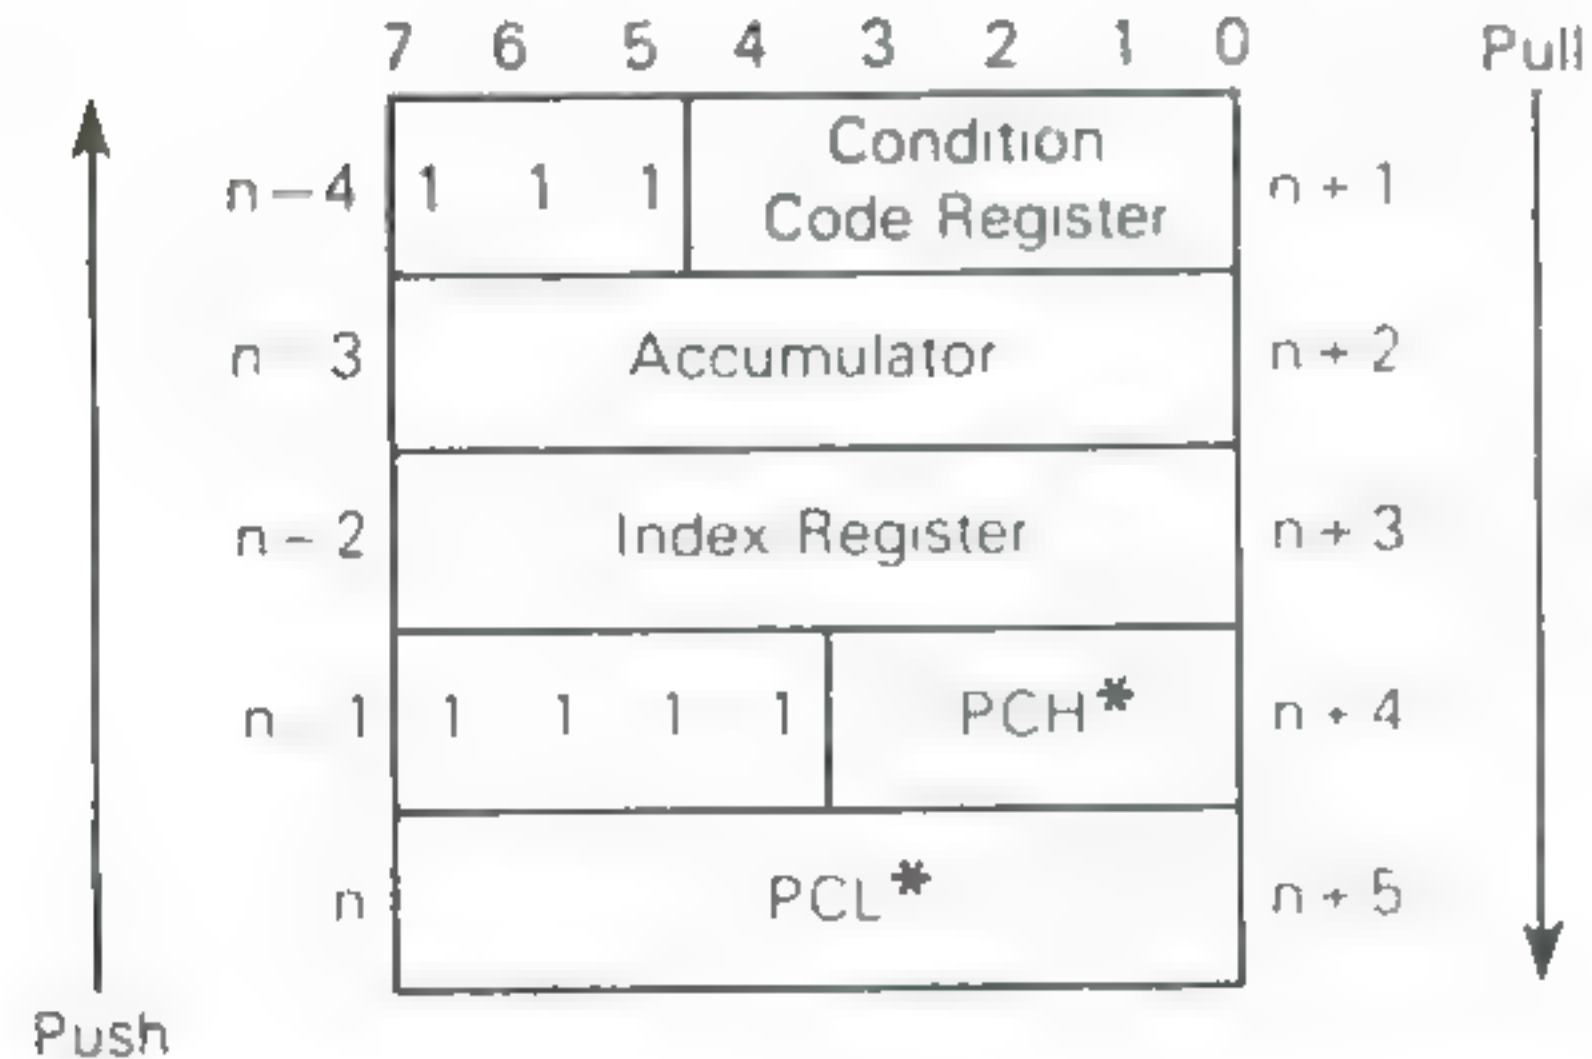 7 6 5 4 3 2 1 0 Pull
n – 4 1 1 1 Condition Code Register n + 1
n – 3 Accumulator n + 2
n – 2 Index Register n + 3
n – 1 1 1 1 1 PCH* n + 4
n PCL* n + 5
Push